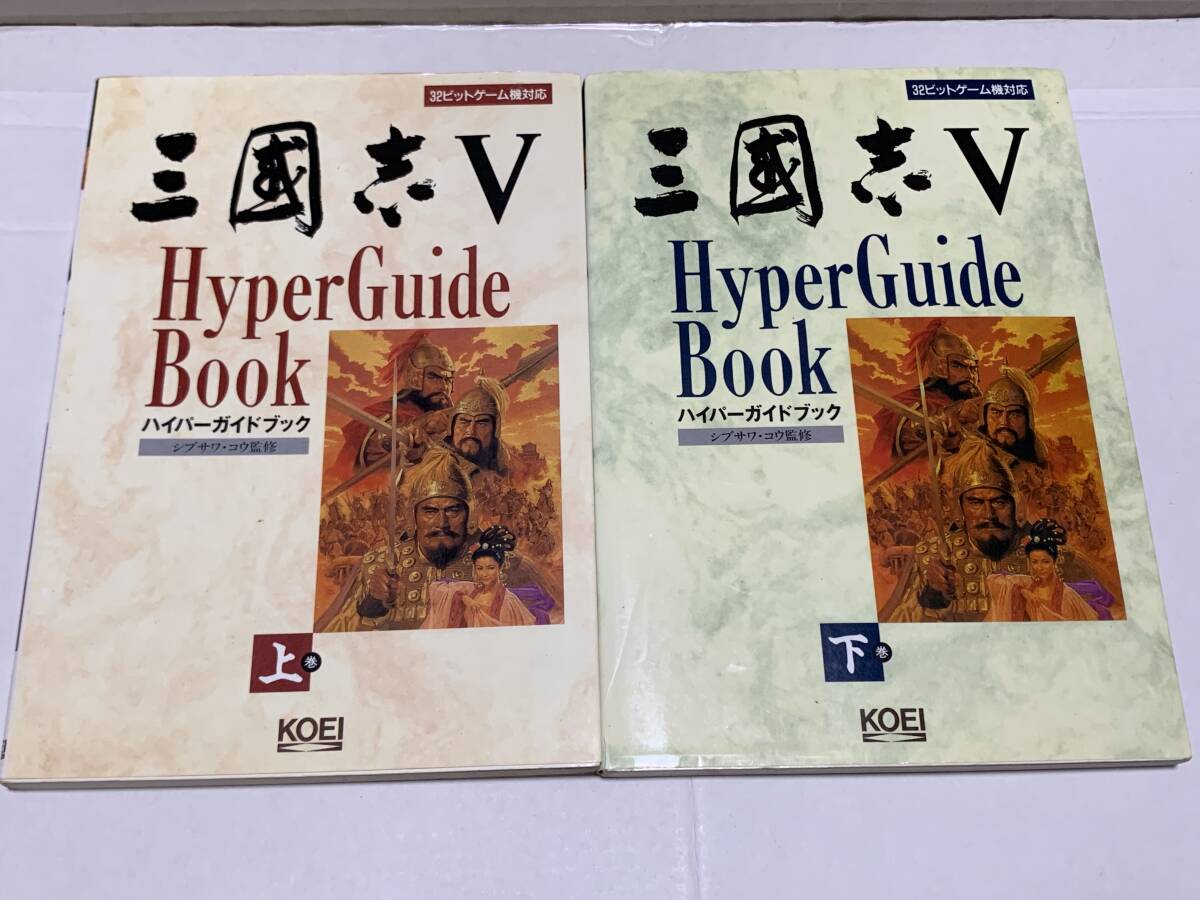 32ビットゲーム機対応
三國志V
HyperGuide
Book
ハイパーガイドブック
シブサワ・コウ監修
上巻
KOEI
32ビットゲーム機対応
三國志V
HyperGuide
Book
ハイパーガイドブック
シブサワ・コウ監修
下巻
KOEI